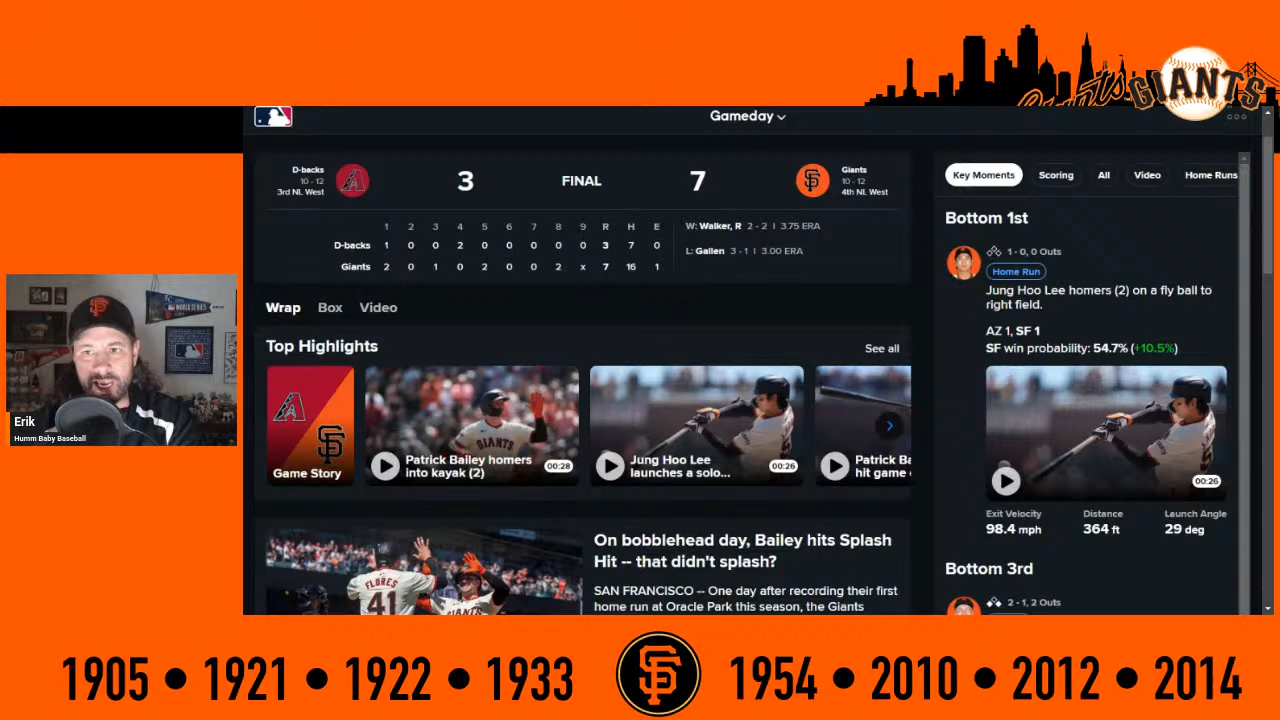 Giants
GIANTS
Gameday
D-backs
10 - 12
3rd NL West
3
FINAL
7
Giants
10 - 12
4th NL West
1 2 3 4 5 6 7 8 9 R H E
D-backs 1 0 0 2 0 0 0 0 0 3 7 0
Giants 2 0 1 0 2 0 0 2 x 7 16 1
W: Walker, R 2 - 2 | 3.75 ERA
L: Gallen 3 - 1 | 3.00 ERA
Wrap Box Video
Top Highlights
See all
Game Story
GIANTS
Patrick Bailey homers
into kayak (2)
00:28
Jung Hoo Lee
launches a solo...
00:26
Patrick Ba
hit game
FLORES
41
GIANTS
On bobblehead day, Bailey hits Splash
Hit -- that didn't splash?
SAN FRANCISCO -- One day after recording their first
home run at Oracle Park this season, the Giants
Key Moments Scoring All Video Home Runs
Bottom 1st
1 - 0, 0 Outs
Home Run
Jung Hoo Lee homers (2) on a fly ball to
right field.
AZ 1, SF 1
SF win probability: 54.7% (+10.5%)
00:26
Exit Velocity Distance Launch Angle
98.4 mph 364 ft 29 deg
Bottom 3rd
2 - 1, 2 Outs
Erik
Humm Baby Baseball
1905 • 1921 • 1922 • 1933 SF 1954 • 2010 • 2012 • 2014